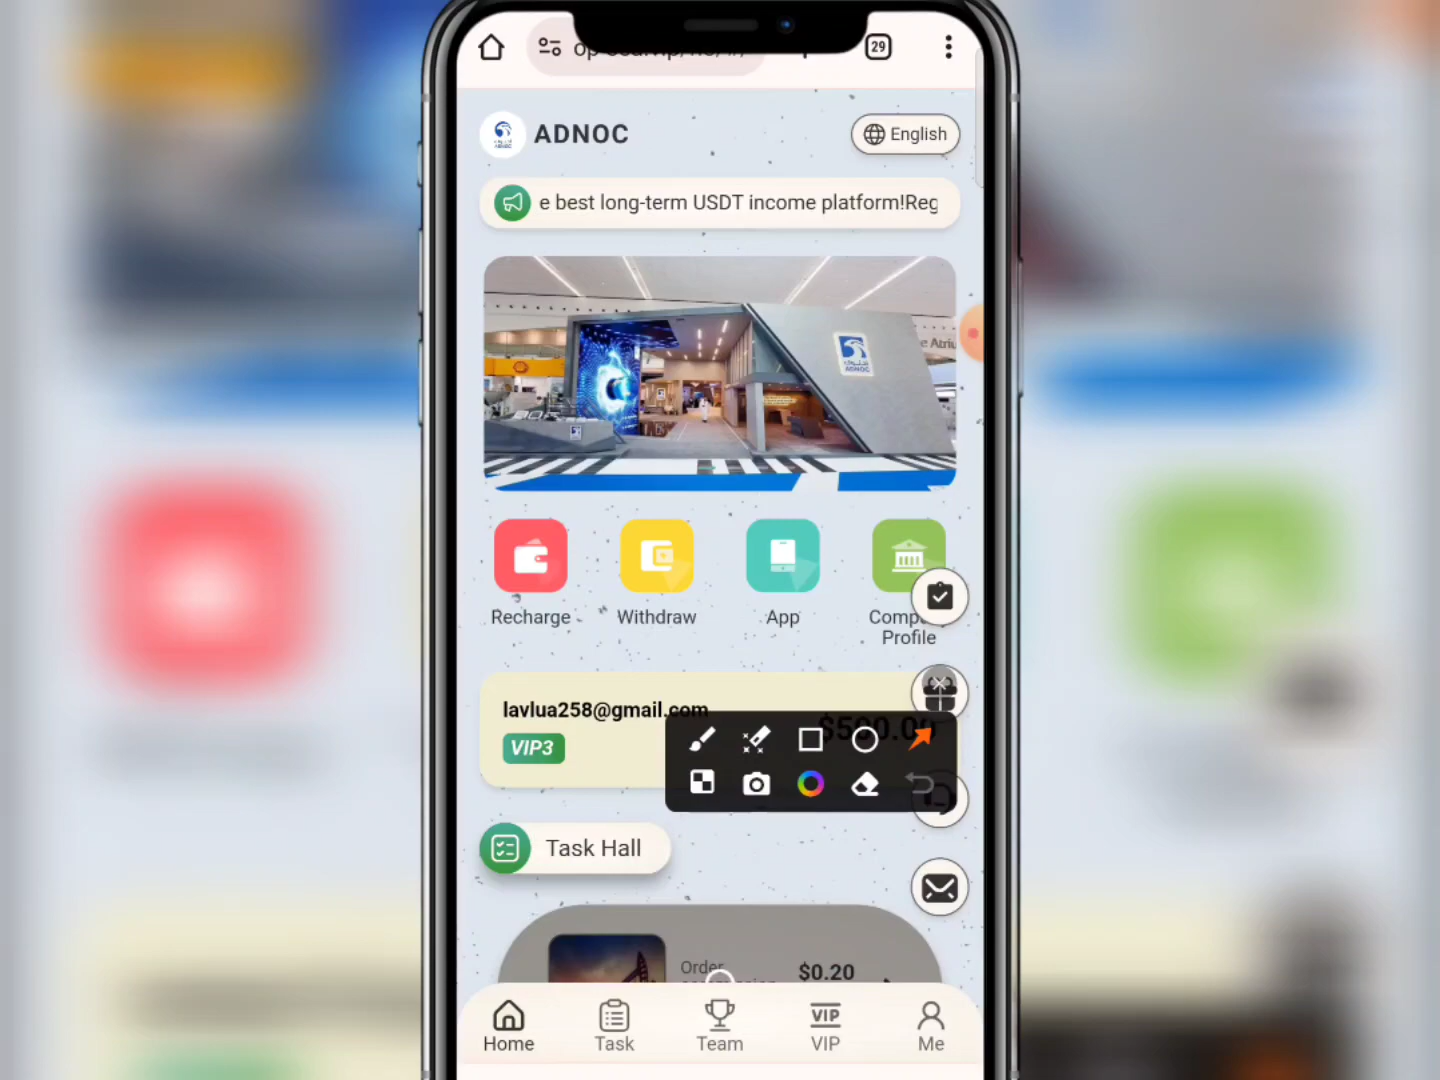 29
ADNOC
English
e best long-term USDT income platform!Reg
ADNOC
Recharge
Withdraw
App
Profile
lavlua258@gmail.com
VIP3
Task Hall
Order
$0.20
Home
Task
Team
VIP
VIP
Me